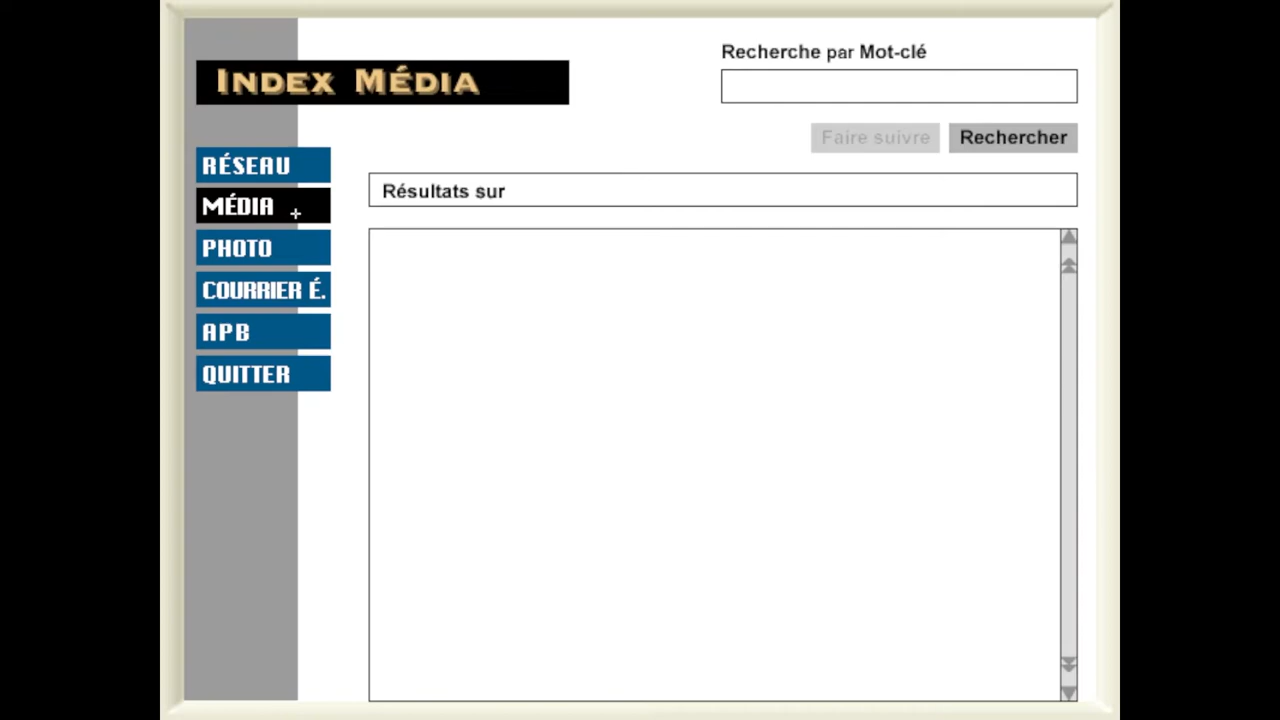 INDEX MÉDIA
Recherche par Mot-clé
Faire suivre
Rechercher
RÉSEAU
MÉDIA
PHOTO
COURRIER É.
APB
QUITTER
Résultats sur